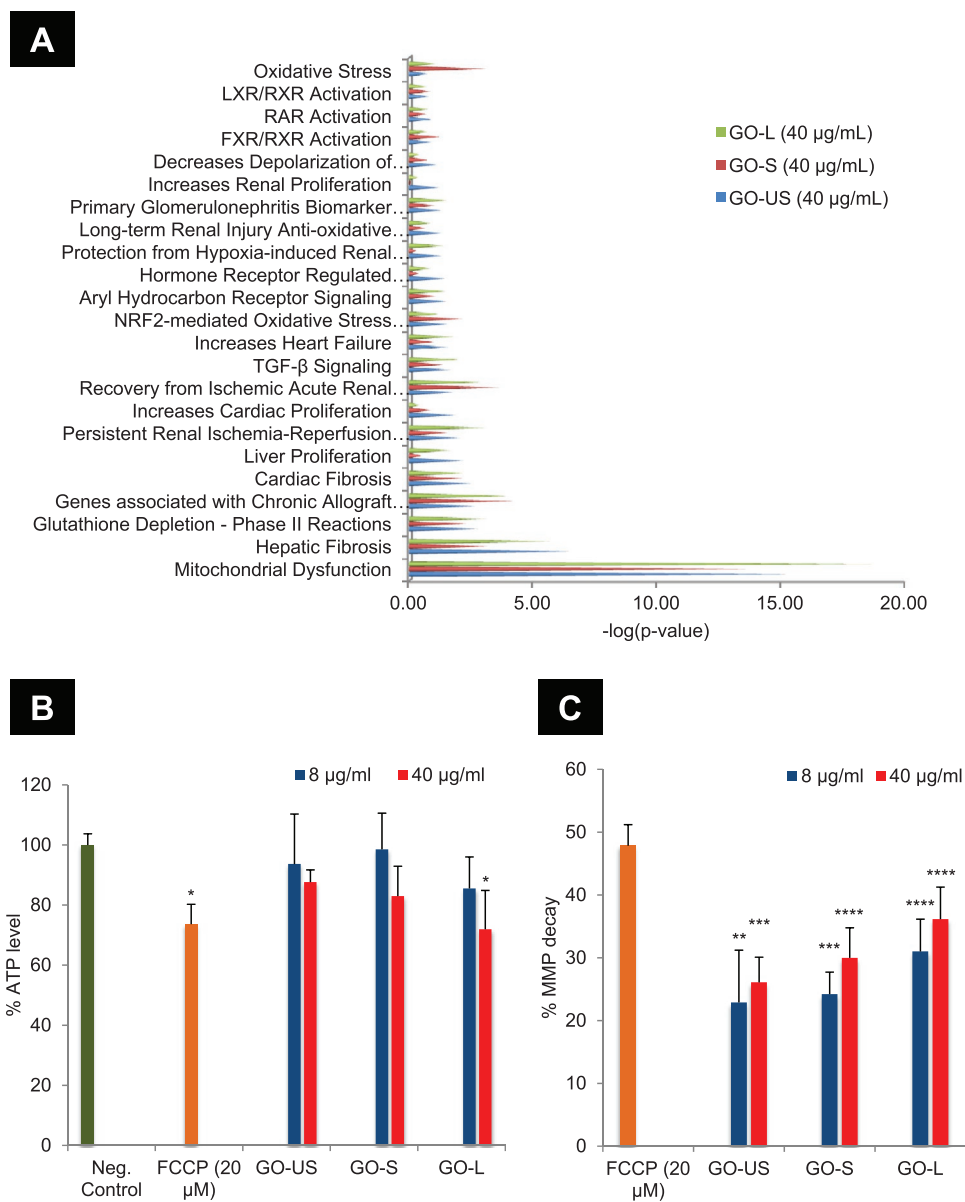 A
Oxidative Stress
LXR/RXR Activation
RAR Activation
FXR/RXR Activation
Decreases Depolarization of…
Increases Renal Proliferation
Primary Glomerulonephritis Biomarker…
Long-term Renal Injury Anti-oxidative…
Protection from Hypoxia-induced Renal…
Hormone Receptor Regulated…
Aryl Hydrocarbon Receptor Signaling
NRF2-mediated Oxidative Stress…
Increases Heart Failure
TGF-β Signaling
Recovery from Ischemic Acute Renal…
Increases Cardiac Proliferation
Persistent Renal Ischemia-Reperfusion…
Liver Proliferation
Cardiac Fibrosis
Genes associated with Chronic Allograft…
Glutathione Depletion - Phase II Reactions
Hepatic Fibrosis
Mitochondrial Dysfunction
GO-L (40 µg/mL)
GO-S (40 µg/mL)
GO-US (40 µg/mL)
0.00 5.00 10.00 15.00 20.00
-log(p-value)
B
8 µg/ml 40 µg/ml
% ATP level
120
100
80
60
40
20
0
* *
Neg. Control
FCCP (20 µM)
GO-US
GO-S
GO-L
C
8 µg/ml 40 µg/ml
% MMP decay
60
50
40
30
20
10
0
** *** *** **** **** ****
FCCP (20 µM)
GO-US
GO-S
GO-L